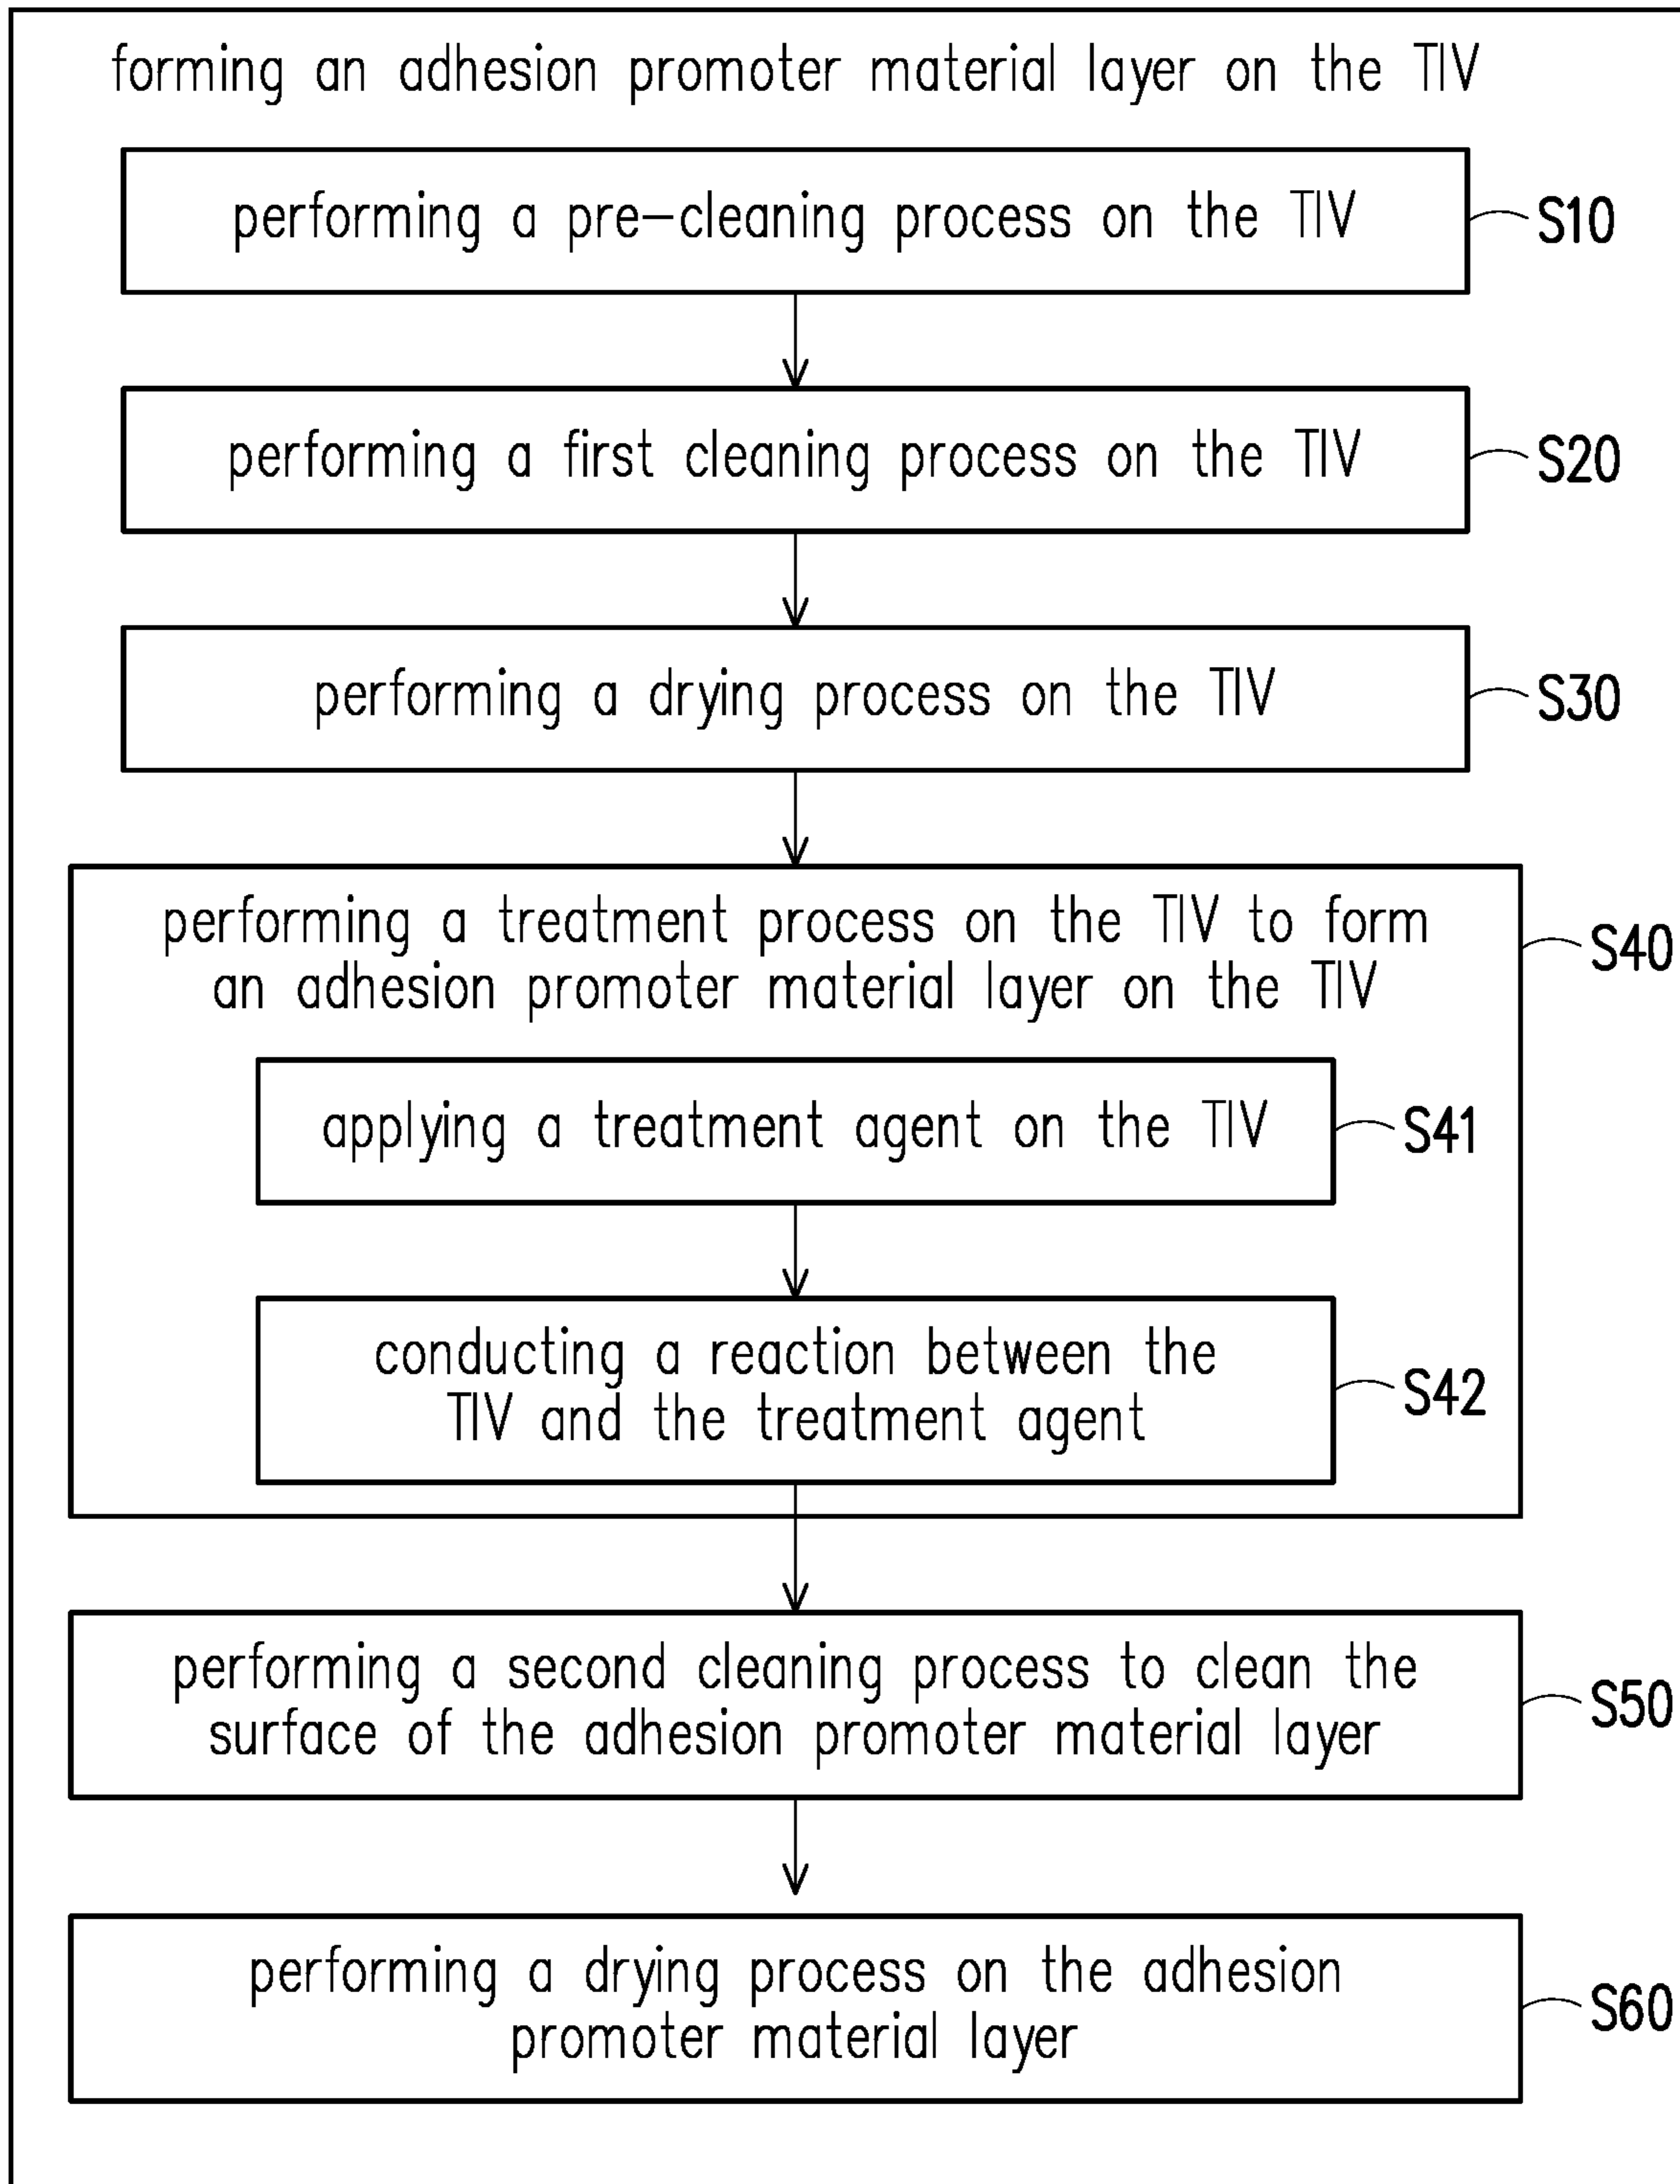 forming an adhesion promoter material layer on the TIV
performing a pre-cleaning process on the TIV
S10
performing a first cleaning process on the TIV
S20
performing a drying process on the TIV
S30
performing a treatment process on the TIV to form
an adhesion promoter material layer on the TIV
S40
applying a treatment agent on the TIV
S41
conducting a reaction between the
TIV and the treatment agent
S42
performing a second cleaning process to clean the
surface of the adhesion promoter material layer
S50
performing a drying process on the adhesion
promoter material layer
S60